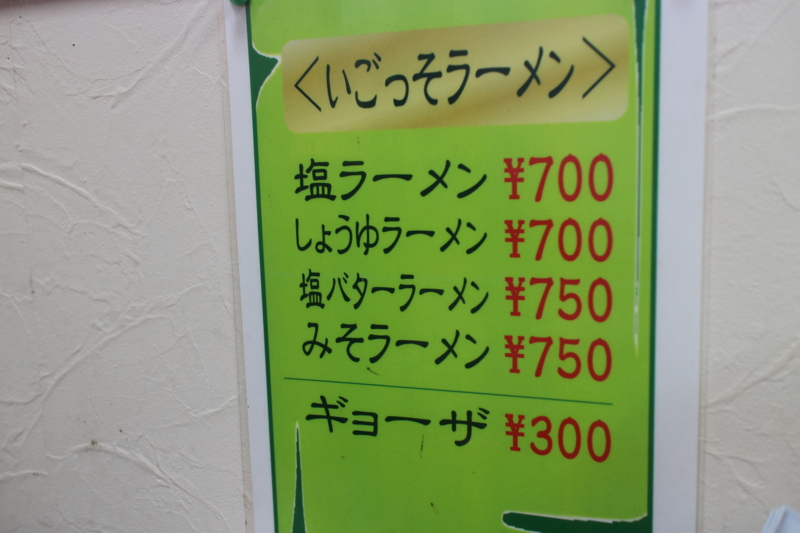 <いごっそラーメン>
塩ラーメン ¥700
しょうゆラーメン ¥700
塩バターラーメン ¥750
みそラーメン ¥750
ギョーザ ¥300